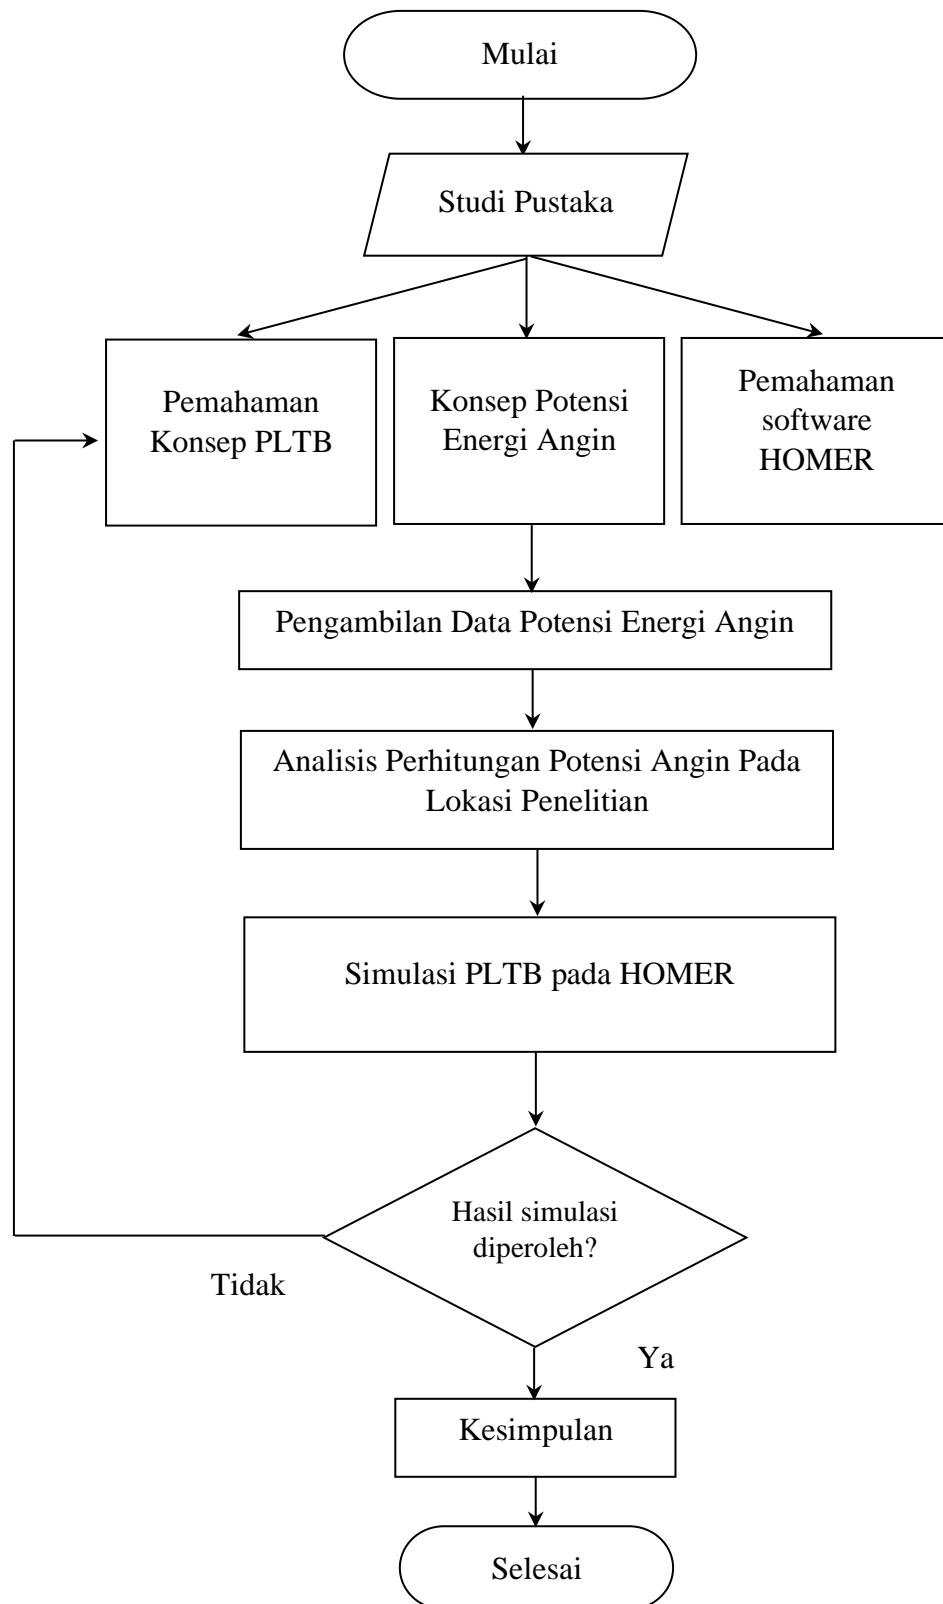 Mulai
Studi Pustaka
Pemahaman
Konsep PLTB
Konsep Potensi
Energi Angin
Pemahaman
software
HOMER
Pengambilan Data Potensi Energi Angin
Analisis Perhitungan Potensi Angin Pada
Lokasi Penelitian
Simulasi PLTB pada HOMER
Hasil simulasi
diperoleh?
Tidak
Ya
Kesimpulan
Selesai